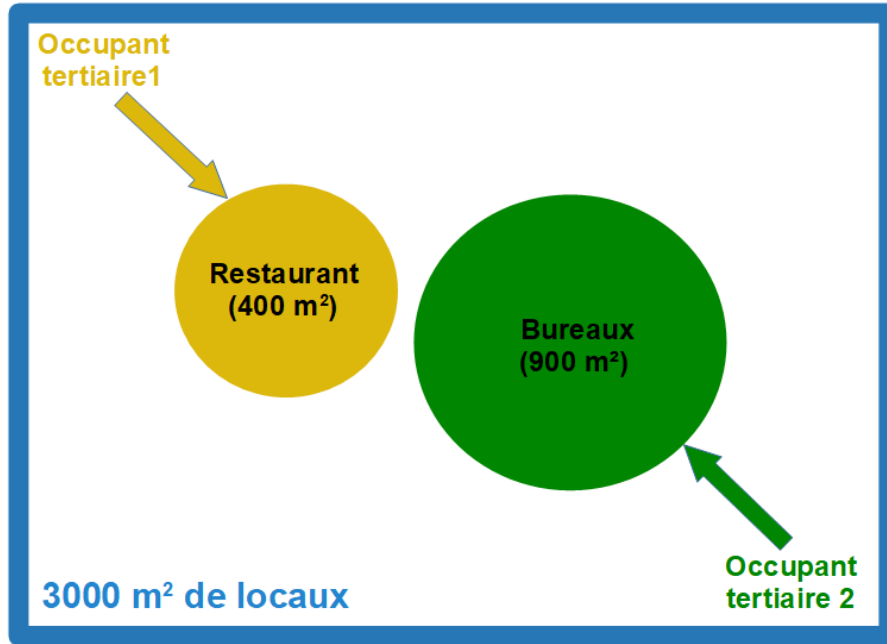 Occupant
tertiaire1
Restaurant
(400 m²)
Bureaux
(900 m²)
Occupant
tertiaire 2
3000 m² de locaux